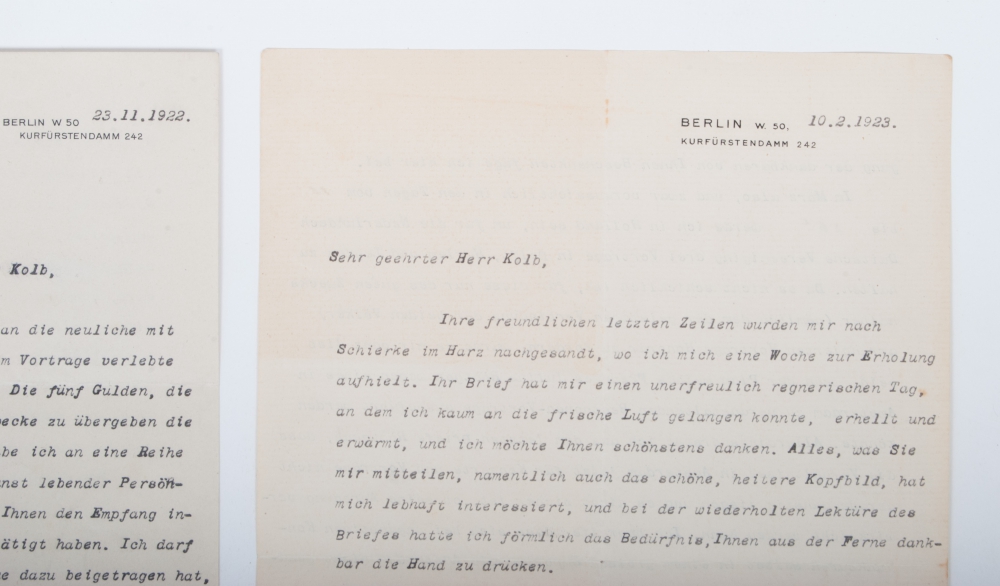 BERLIN W 50 23.11.1922.
KURFÜRSTENDAMM 242
Kolb,
an die neuliche mit
m Vortrage verlebte
Die fünf Gulden, die
ecke zu übergeben die
be ich an eine Reihe
nst lebender Persön-
Ihnen den Empfang in-
ätigt haben. Ich darf
e dazu beigetragen hat,
BERLIN W. 50, 10.2.1923.
KURFÜRSTENDAMM 242
Sehr geehrter Herr Kolb,
Ihre freundlichen letzten Zeilen wurden mir nach
Schierke im Harz nachgesandt, wo ich mich eine Woche zur Erholung
aufhielt. Ihr Brief hat mir einen unerfreulich regnerischen Tag,
an dem ich kaum an die frische Luft gelangen konnte, erhellt und
erwärmt, und ich möchte Ihnen schönstens danken. Alles, was Sie
mir mitteilen, namentlich auch das schöne, heitere Kopfbild, hat
mich lebhaft interessiert, und bei der wiederholten Lektüre des
Briefes hatte ich förmlich das Bedürfnis,Ihnen aus der Ferne dank-
bar die Hand zu drücken.